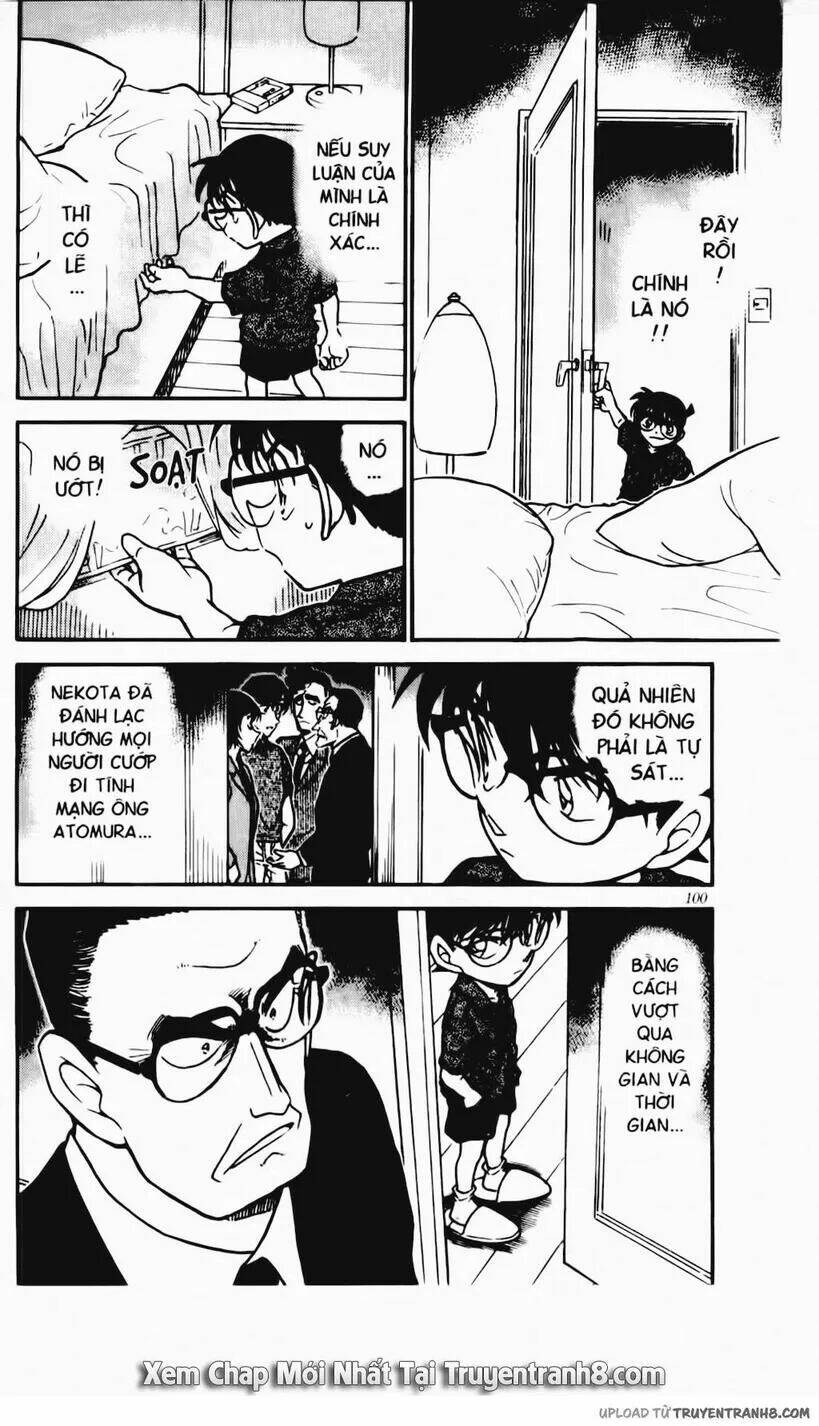 ĐÂY
RỒI
!
CHÍNH
LÀ NÓ
!!
NẾU SUY
LUẬN CỦA
MÌNH LÀ
CHÍNH
XÁC...
THÌ
CÓ
LẼ
...
NÓ
...
SOẠT
NÓ BỊ
ƯỚT!
QUẢ NHIÊN
ĐÓ KHÔNG
PHẢI LÀ TỰ
SÁT...
NEKOTA ĐÃ
ĐÁNH LẠC
HƯỚNG MỌI
NGƯỜI CƯỚP
ĐI TÍNH
MẠNG ÔNG
ATOMURA...
100
BẰNG
CÁCH
VƯỢT
QUA
KHÔNG
GIAN VÀ
THỜI
GIAN...
Xem Chap Mới Nhất Tại Truyentranh8.com
UPLOAD TỪ TRUYENTRANH8.COM